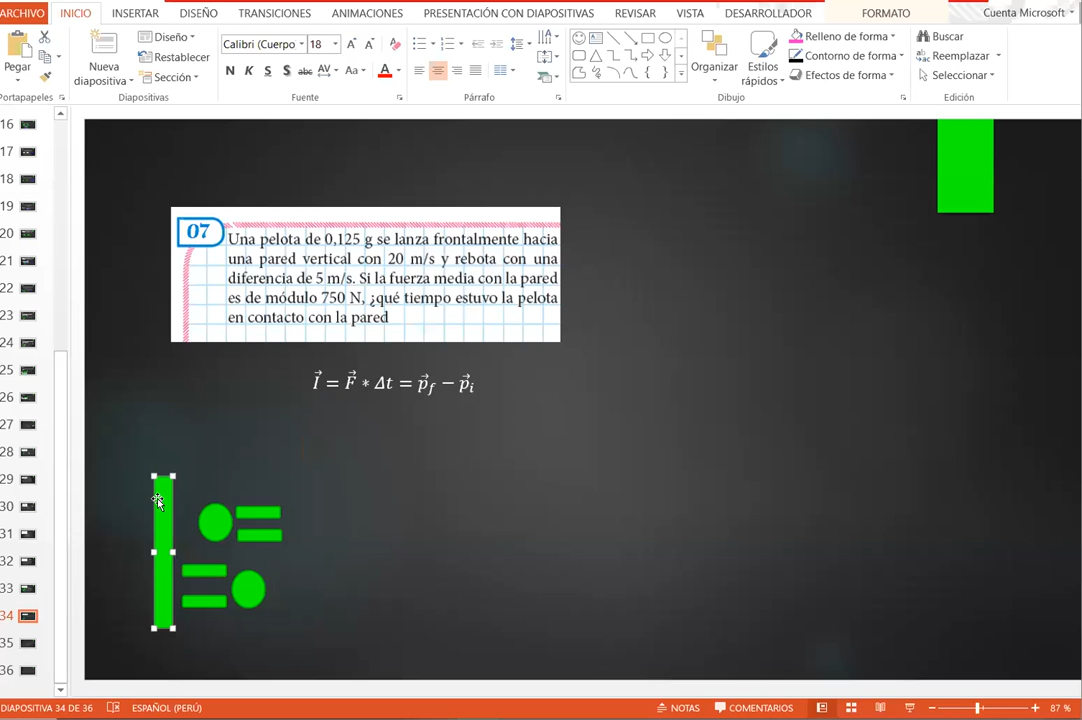 ARCHIVO INICIO INSERTAR DISEÑO TRANSICIONES ANIMACIONES PRESENTACIÓN CON DIAPOSITIVAS REVISAR VISTA DESARROLLADOR FORMATO Cuenta Microsoft
Pegar
Nueva
diapositiva
Diseño
Restablecer
Sección
Calibri (Cuerpo) 18 A A
N K S S abc AV Aa A
Organizar
Estilos
rápidos
Relleno de forma
Contorno de forma
Efectos de forma
Buscar
Reemplazar
Seleccionar
Portapapeles Diapositivas Fuente Párrafo Dibujo Edición
16
17
18
19
20
21
22
23
24
25
26
27
28
29
30
31
32
33
34
35
36
07
Una pelota de 0,125 g se lanza frontalmente hacia
una pared vertical con 20 m/s y rebota con una
diferencia de 5 m/s. Si la fuerza media con la pared
es de módulo 750 N, ¿qué tiempo estuvo la pelota
en contacto con la pared
I⃗ = F⃗ * Δt = p⃗f − p⃗i
DIAPOSITIVA 34 DE 36 ESPAÑOL (PERÚ) NOTAS COMENTARIOS 87 %